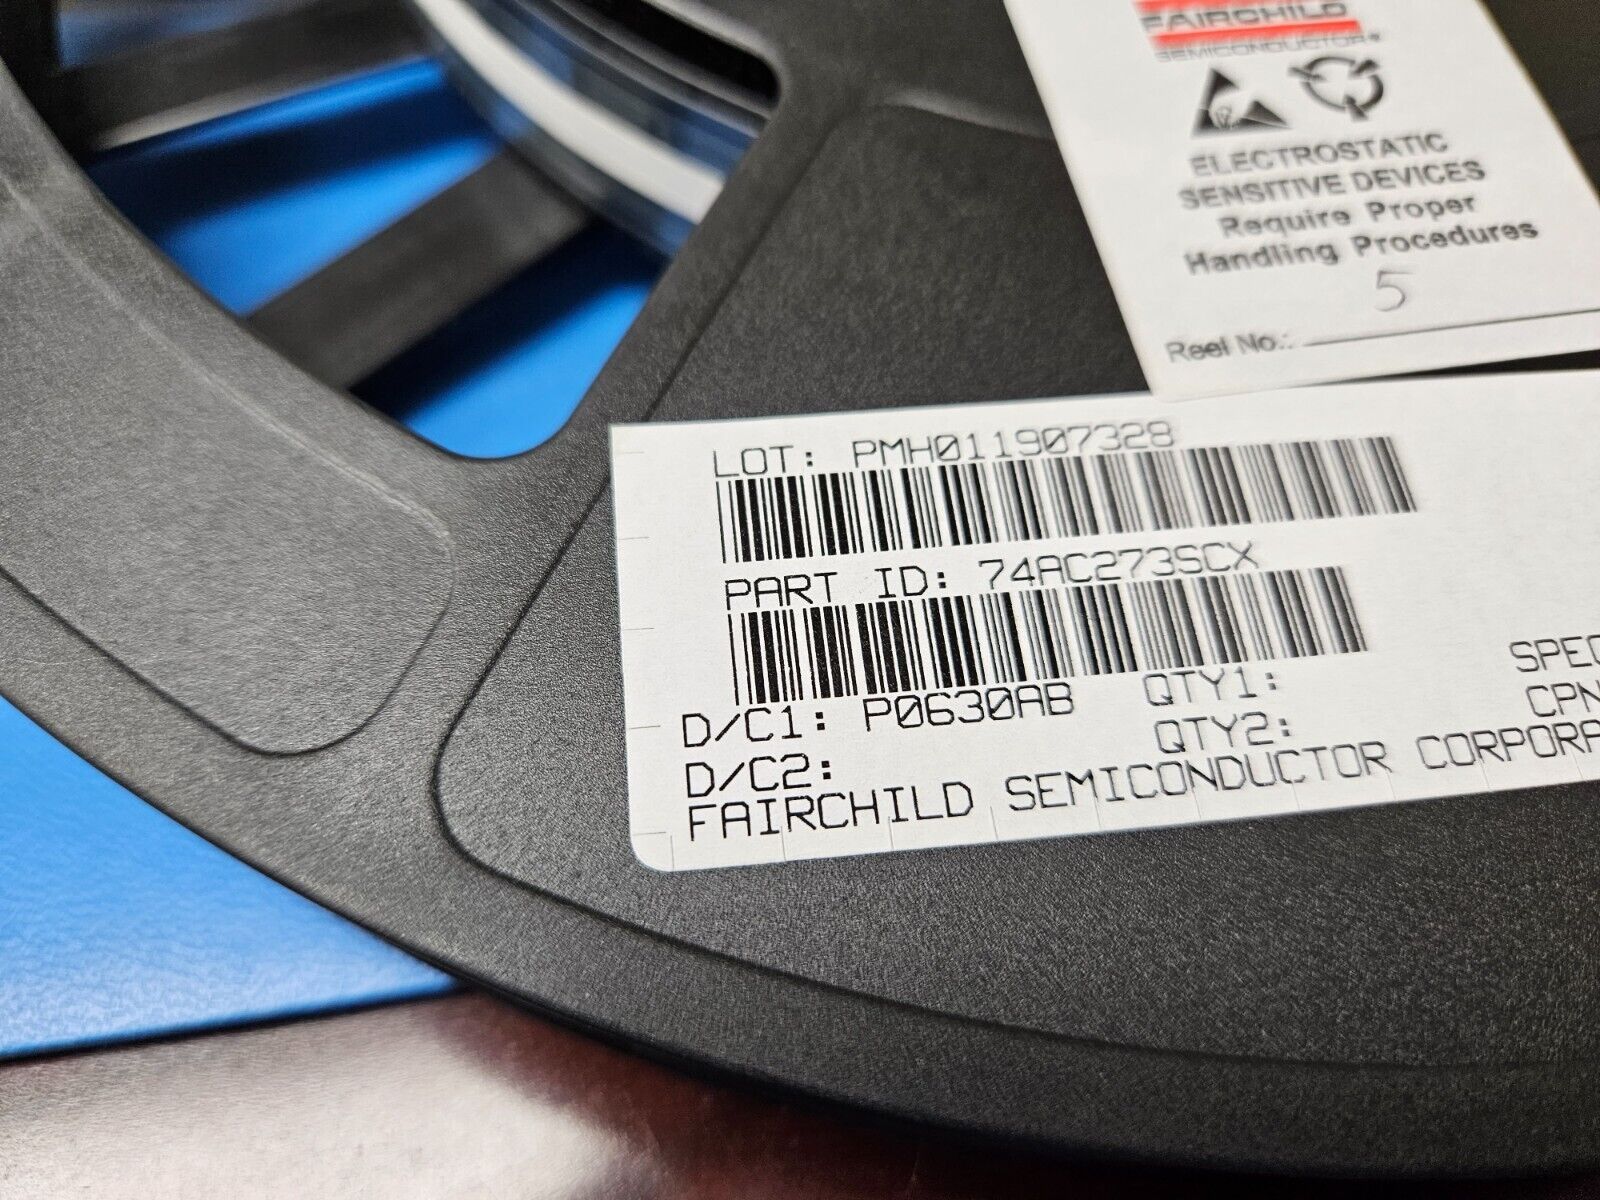 FAIRCHILD
SEMICONDUCTOR®
ELECTROSTATIC
SENSITIVE DEVICES
Require Proper
Handling Procedures
5
Reel No.:
LOT: PMH011907328
PART ID: 74AC273SCX
D/C1: P0630AB QTY1: SPEC
D/C2: QTY2: CPN
FAIRCHILD SEMICONDUCTOR CORPORA